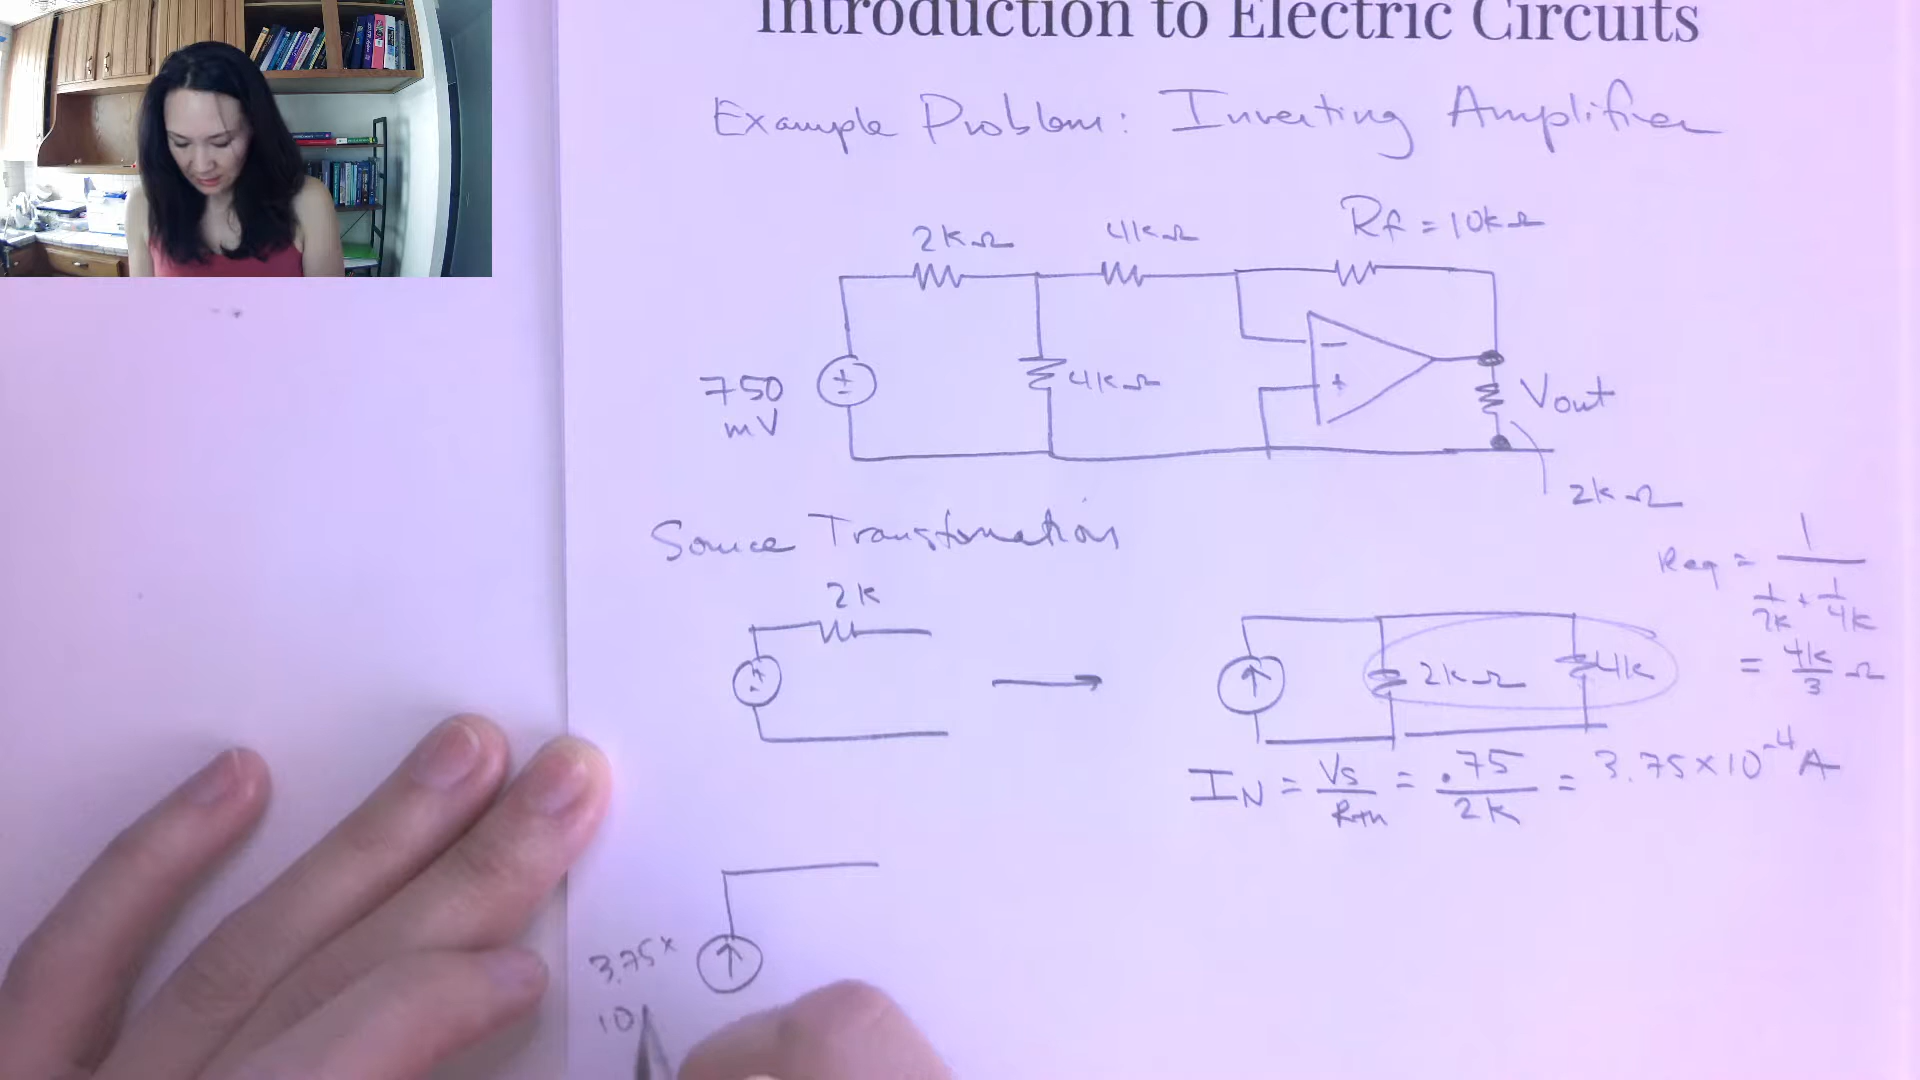 Introduction to Electric Circuits
Example Problem: Inverting Amplifier
2kΩ
4kΩ
Rf = 10kΩ
750
mV
+
-
4kΩ
-
+
Vout
2kΩ
Source Transformation
2k
+
-
2kΩ
4k
Req = 1
1/2k + 1/4k
= 4k/3 Ω
IN = Vs/RTH = .75/2k = 3.75 x 10^-4 A
3.75 x
10